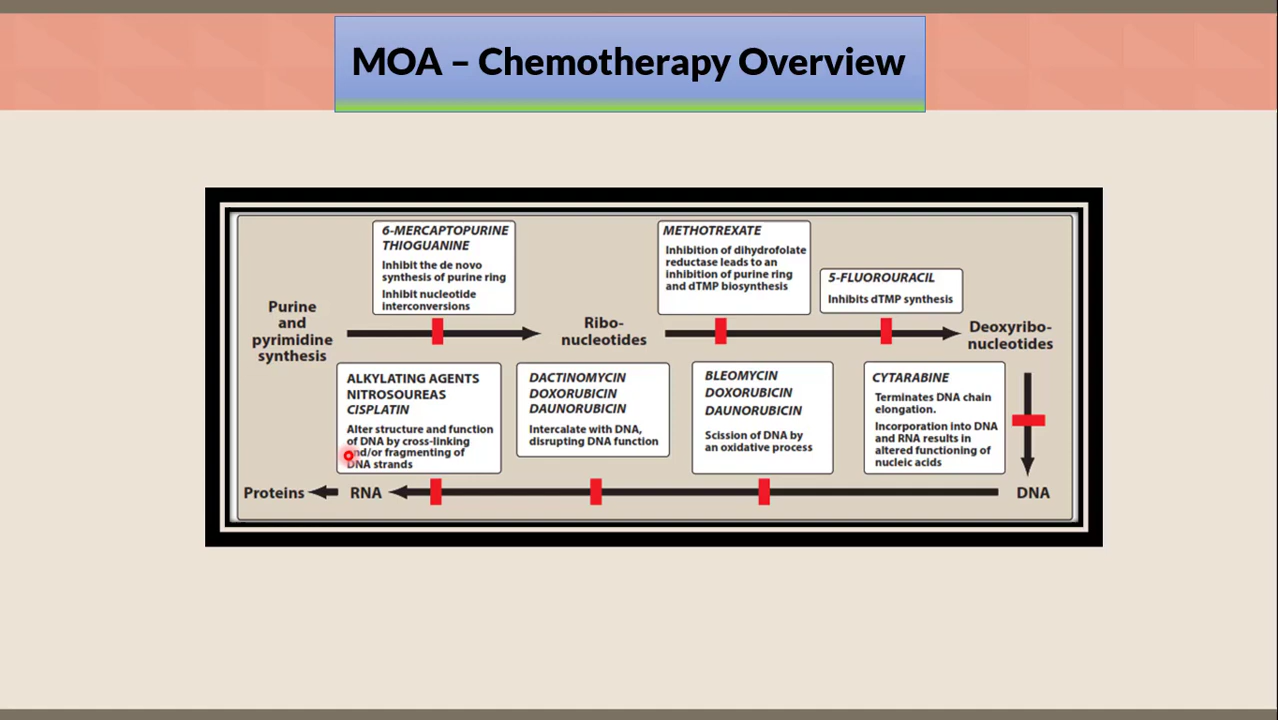 MOA – Chemotherapy Overview
6-MERCAPTOPURINE
THIOGUANINE
Inhibit the de novo
synthesis of purine ring
Inhibit nucleotide
interconversions
METHOTREXATE
Inhibition of dihydrofolate
reductase leads to an
inhibition of purine ring
and dTMP biosynthesis
5-FLUOROURACIL
Inhibits dTMP synthesis
Purine
and
pyrimidine
synthesis
Ribo-
nucleotides
Deoxyribo-
nucleotides
ALKYLATING AGENTS
NITROSOUREAS
CISPLATIN
Alter structure and function
of DNA by cross-linking
and/or fragmenting of
DNA strands
DACTINOMYCIN
DOXORUBICIN
DAUNORUBICIN
Intercalate with DNA,
disrupting DNA function
BLEOMYCIN
DOXORUBICIN
DAUNORUBICIN
Scission of DNA by
an oxidative process
CYTARABINE
Terminates DNA chain
elongation.
Incorporation into DNA
and RNA results in
altered functioning of
nucleic acids
Proteins
RNA
DNA